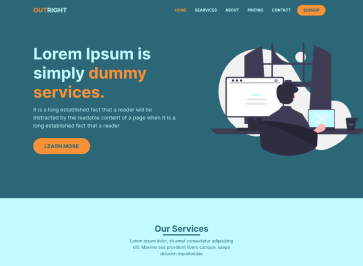 OUTRIGHT
HOME SEARVICES ABOUT PRICING CONTACT SIGNUP
Lorem Ipsum is
simply dummy
services.
It is a long established fact that a reader will be
distracted by the readable content of a page when it is a
long established fact that a reader
LEARN MORE
Our Services
Lorem ipsum dolor, sit amet consectetur adipisicing
elit. Maxime sed provident libero cumque, saepe
dolorem repudiandae